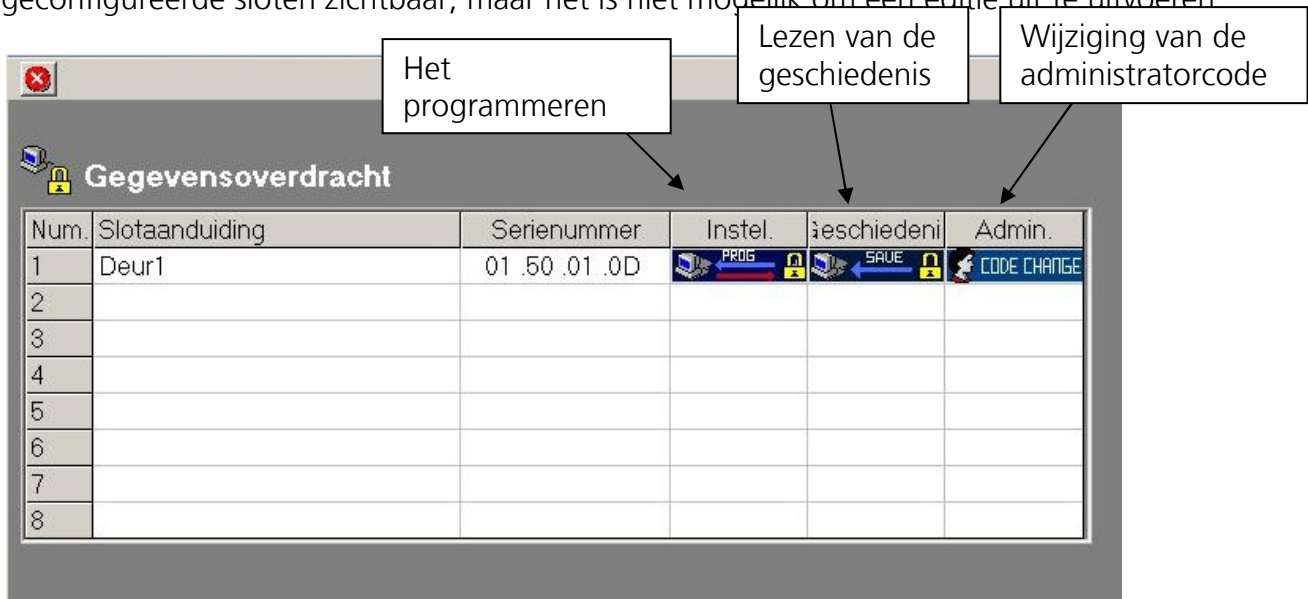 geconfigureerde sloten zichtbaar, maar het is niet mogelijk om een editie uit te uitvoeren
Het
programmeren
Lezen van de
geschiedenis
Wijziging van de
administratorcode
Gegevensoverdracht
Num. Slotaanduiding Serienummer Instel. Geschiedeni Admin.
1 Deur1 01 .50 .01 .0D PROG SAVE CODE CHANGE
2
3
4
5
6
7
8